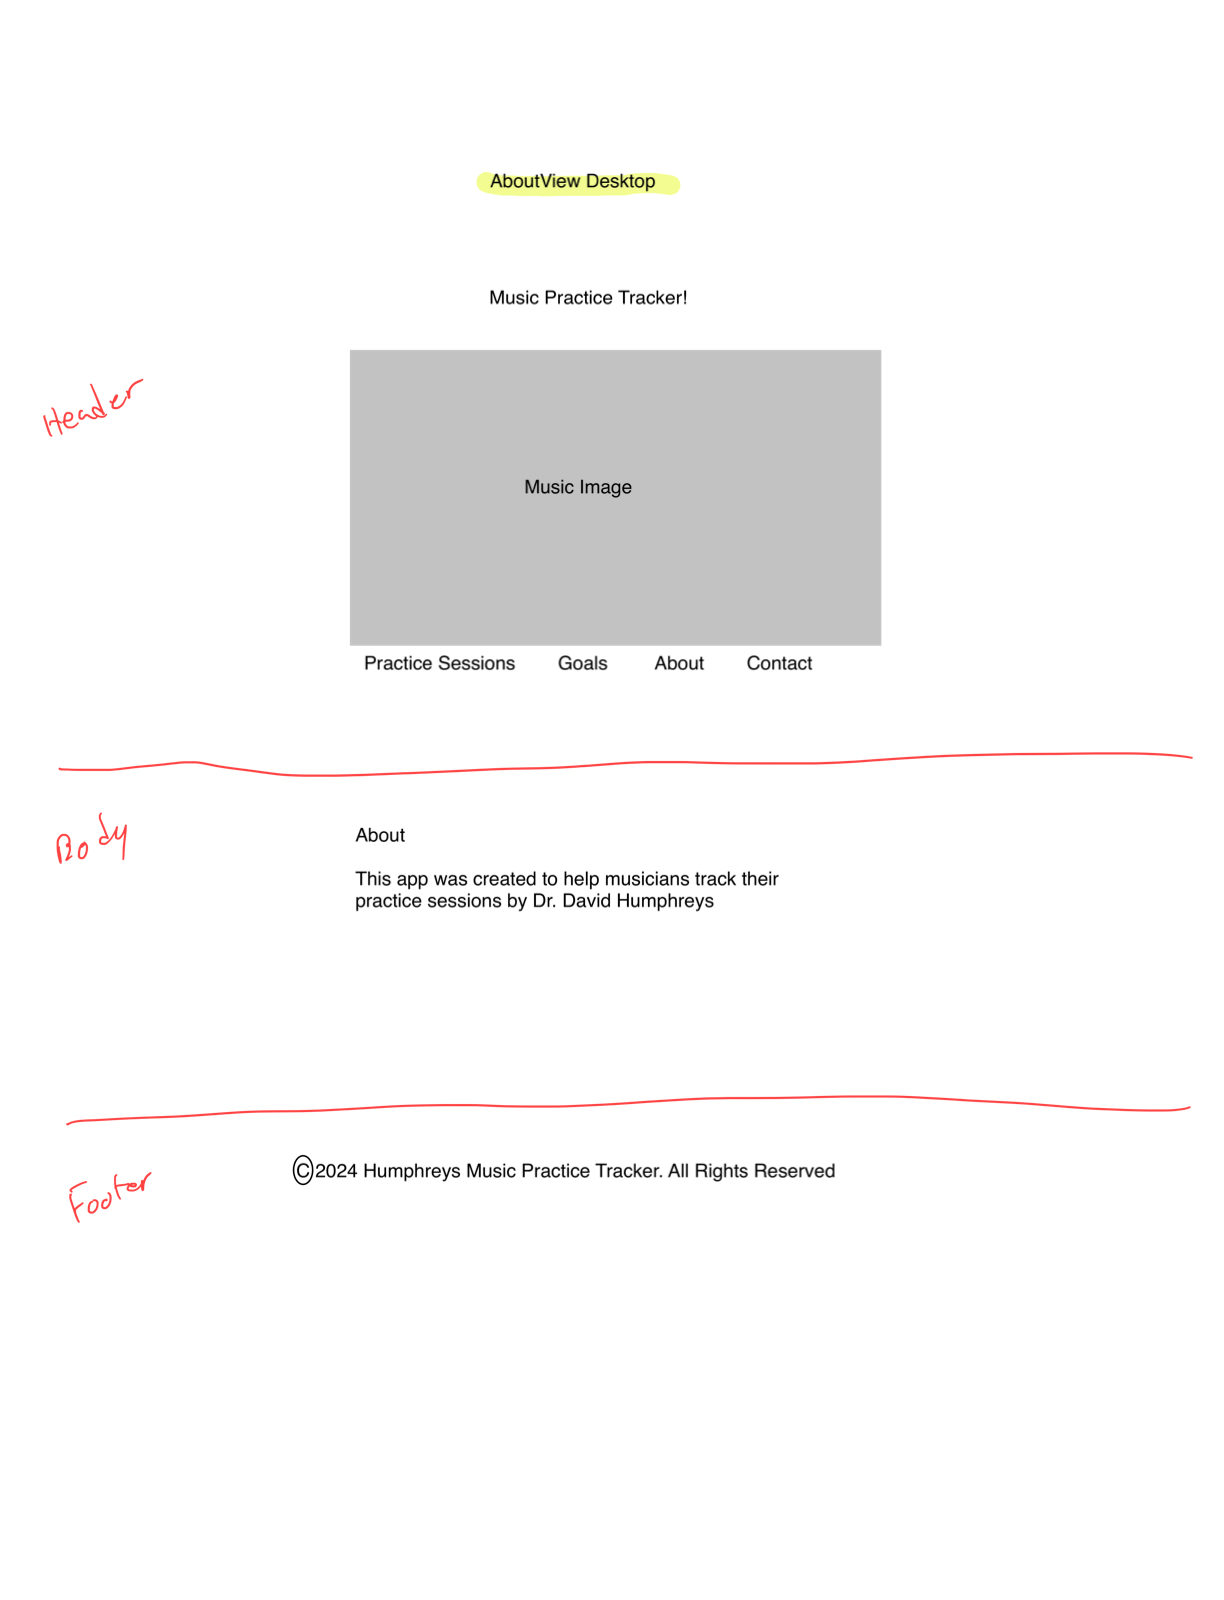 AboutView Desktop
Music Practice Tracker!
Header
Music Image
Practice Sessions Goals About Contact
Body
About
This app was created to help musicians track their
practice sessions by Dr. David Humphreys
©2024 Humphreys Music Practice Tracker. All Rights Reserved
Footer